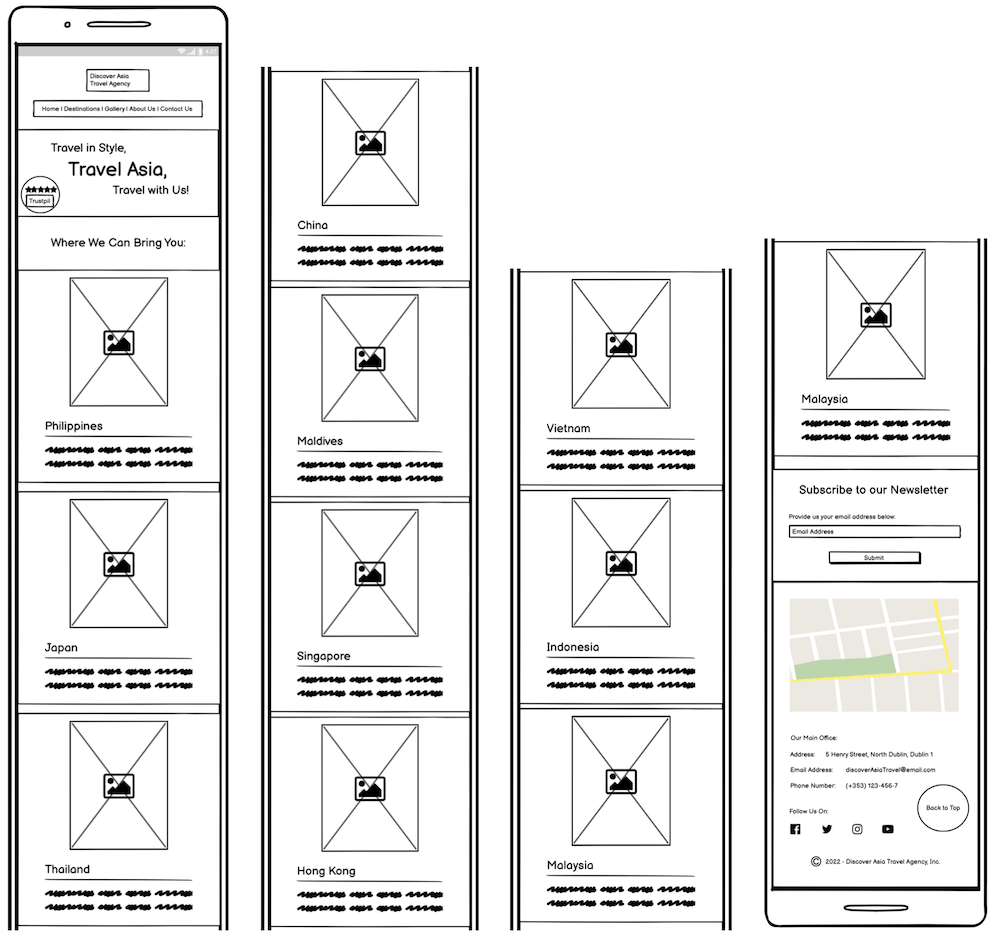 Discover Asia
Travel Agency
Home | Destinations | Gallery | About Us | Contact Us
Travel in Style,
Travel Asia,
Travel with Us!
Trustpil
Where We Can Bring You:
Philippines
Japan
Thailand
China
Maldives
Singapore
Hong Kong
Vietnam
Indonesia
Malaysia
Malaysia
Subscribe to our Newsletter
Provide us your email address below:
Email Address
Submit
Our Main Office:
Address: 5 Henry Street, North Dublin, Dublin 1
Email Address: discoverAsiaTravel@email.com
Phone Number: (+353) 123-456-7
Back to Top
Follow Us On:
© 2022 - Discover Asia Travel Agency, Inc.